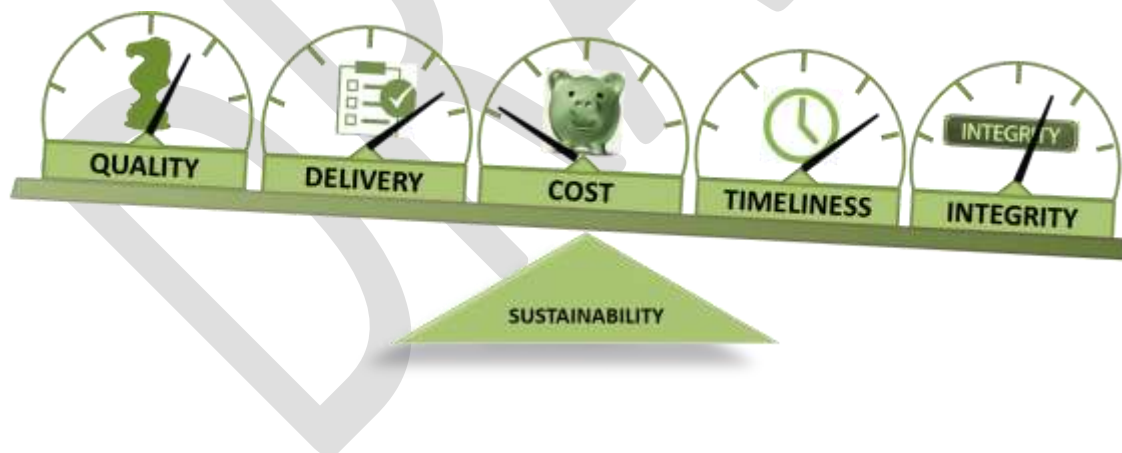 INTEGRITY
QUALITY
DELIVERY
COST
TIMELINESS
INTEGRITY
SUSTAINABILITY